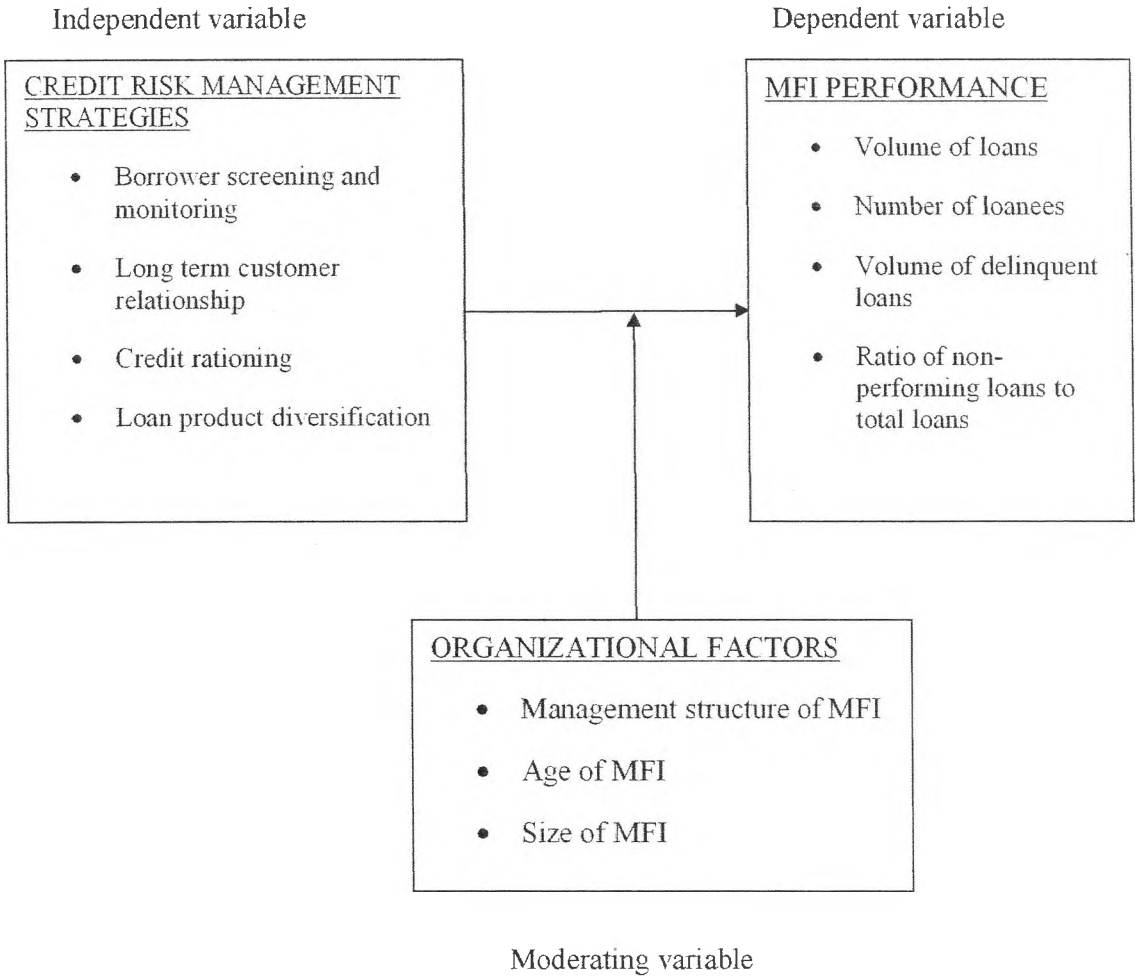 Independent variable
Dependent variable
CREDIT RISK MANAGEMENT
STRATEGIES
• Borrower screening and
monitoring
• Long term customer
relationship
• Credit rationing
• Loan product diversification
MFI PERFORMANCE
• Volume of loans
• Number of loanees
• Volume of delinquent
loans
• Ratio of non-
performing loans to
total loans
ORGANIZATIONAL FACTORS
• Management structure of MFI
• Age of MFI
• Size of MFI
Moderating variable